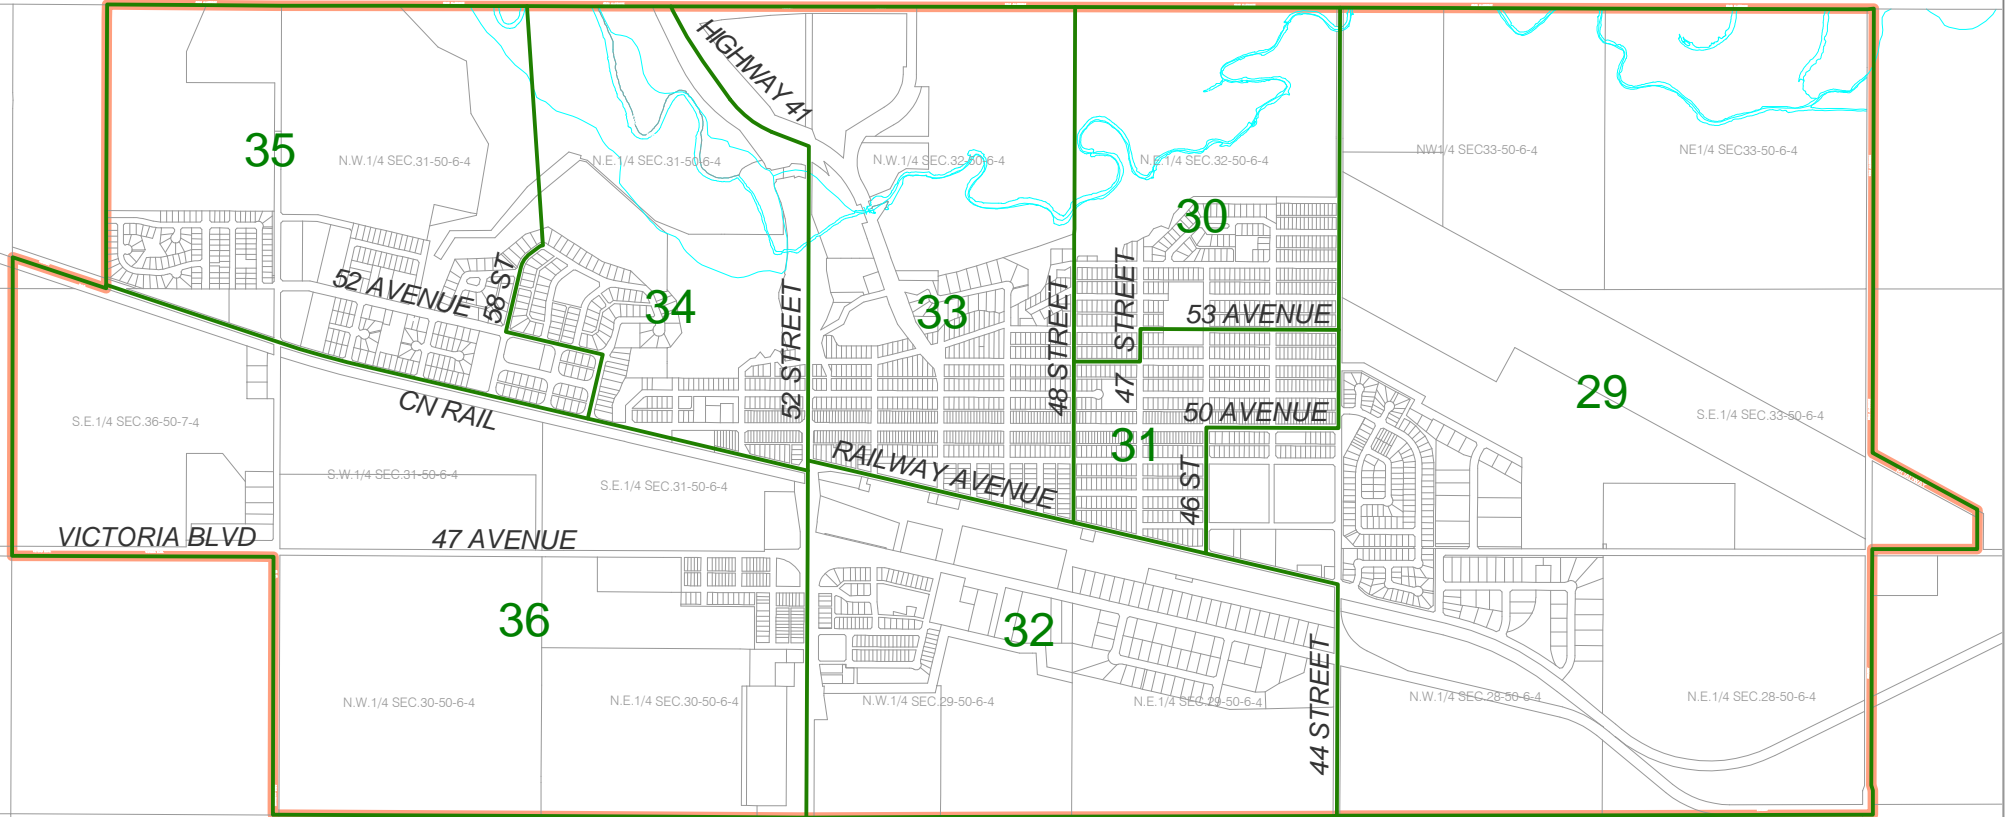 HIGHWAY 41
35
N.W.1/4 SEC.31-50-6-4
N.E.1/4 SEC.31-50-6-4
N.W.1/4 SEC.32-50-6-4
N.E.1/4 SEC.32-50-6-4
NW1/4 SEC33-50-6-4
NE1/4 SEC33-50-6-4
30
52 AVENUE
58 ST
34
52 STREET
33
48 STREET
47 STREET
53 AVENUE
29
S.E.1/4 SEC.36-50-7-4
CN RAIL
50 AVENUE
S.E.1/4 SEC.33-50-6-4
31
RAILWAY AVENUE
46 ST
S.W.1/4 SEC.31-50-6-4
S.E.1/4 SEC.31-50-6-4
VICTORIA BLVD
47 AVENUE
36
32
44 STREET
N.W.1/4 SEC.30-50-6-4
N.E.1/4 SEC.30-50-6-4
N.W.1/4 SEC.29-50-6-4
N.E.1/4 SEC.29-50-6-4
N.W.1/4 SEC.28-50-6-4
N.E.1/4 SEC.28-50-6-4